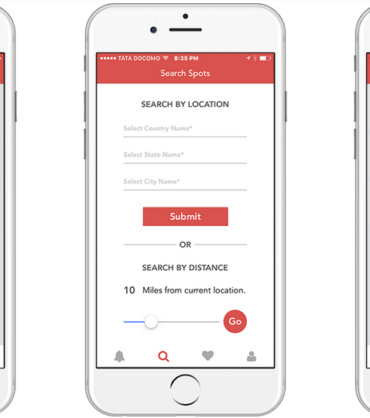 TATA DOCOMO 8:35 PM
Search Spots
SEARCH BY LOCATION
Select Country Name*
Select State Name*
Select City Name*
Submit
OR
SEARCH BY DISTANCE
10 Miles from current location.
Go